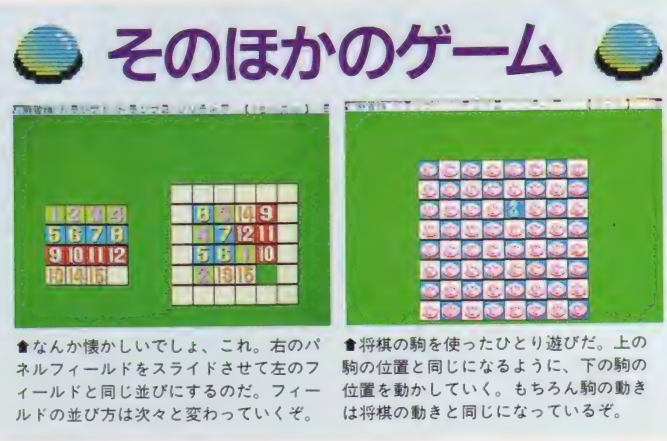 そのほかのゲーム
1 2 3 4
5 6 7 8
9 10 11 12
13 14 15
14 9
4 7 12 11
10
2 13 15
⬆なんか懐かしいでしょ、これ。右のパ
ネルフィールドをスライドさせて左のフ
ィールドと同じ並びにするのだ。フィー
ルドの並び方は次々と変わっていくぞ。
⬆将棋の駒を使ったひとり遊びだ。上の
駒の位置と同じになるように、下の駒の
位置を動かしていく。もちろん駒の動き
は将棋の動きと同じになっているぞ。